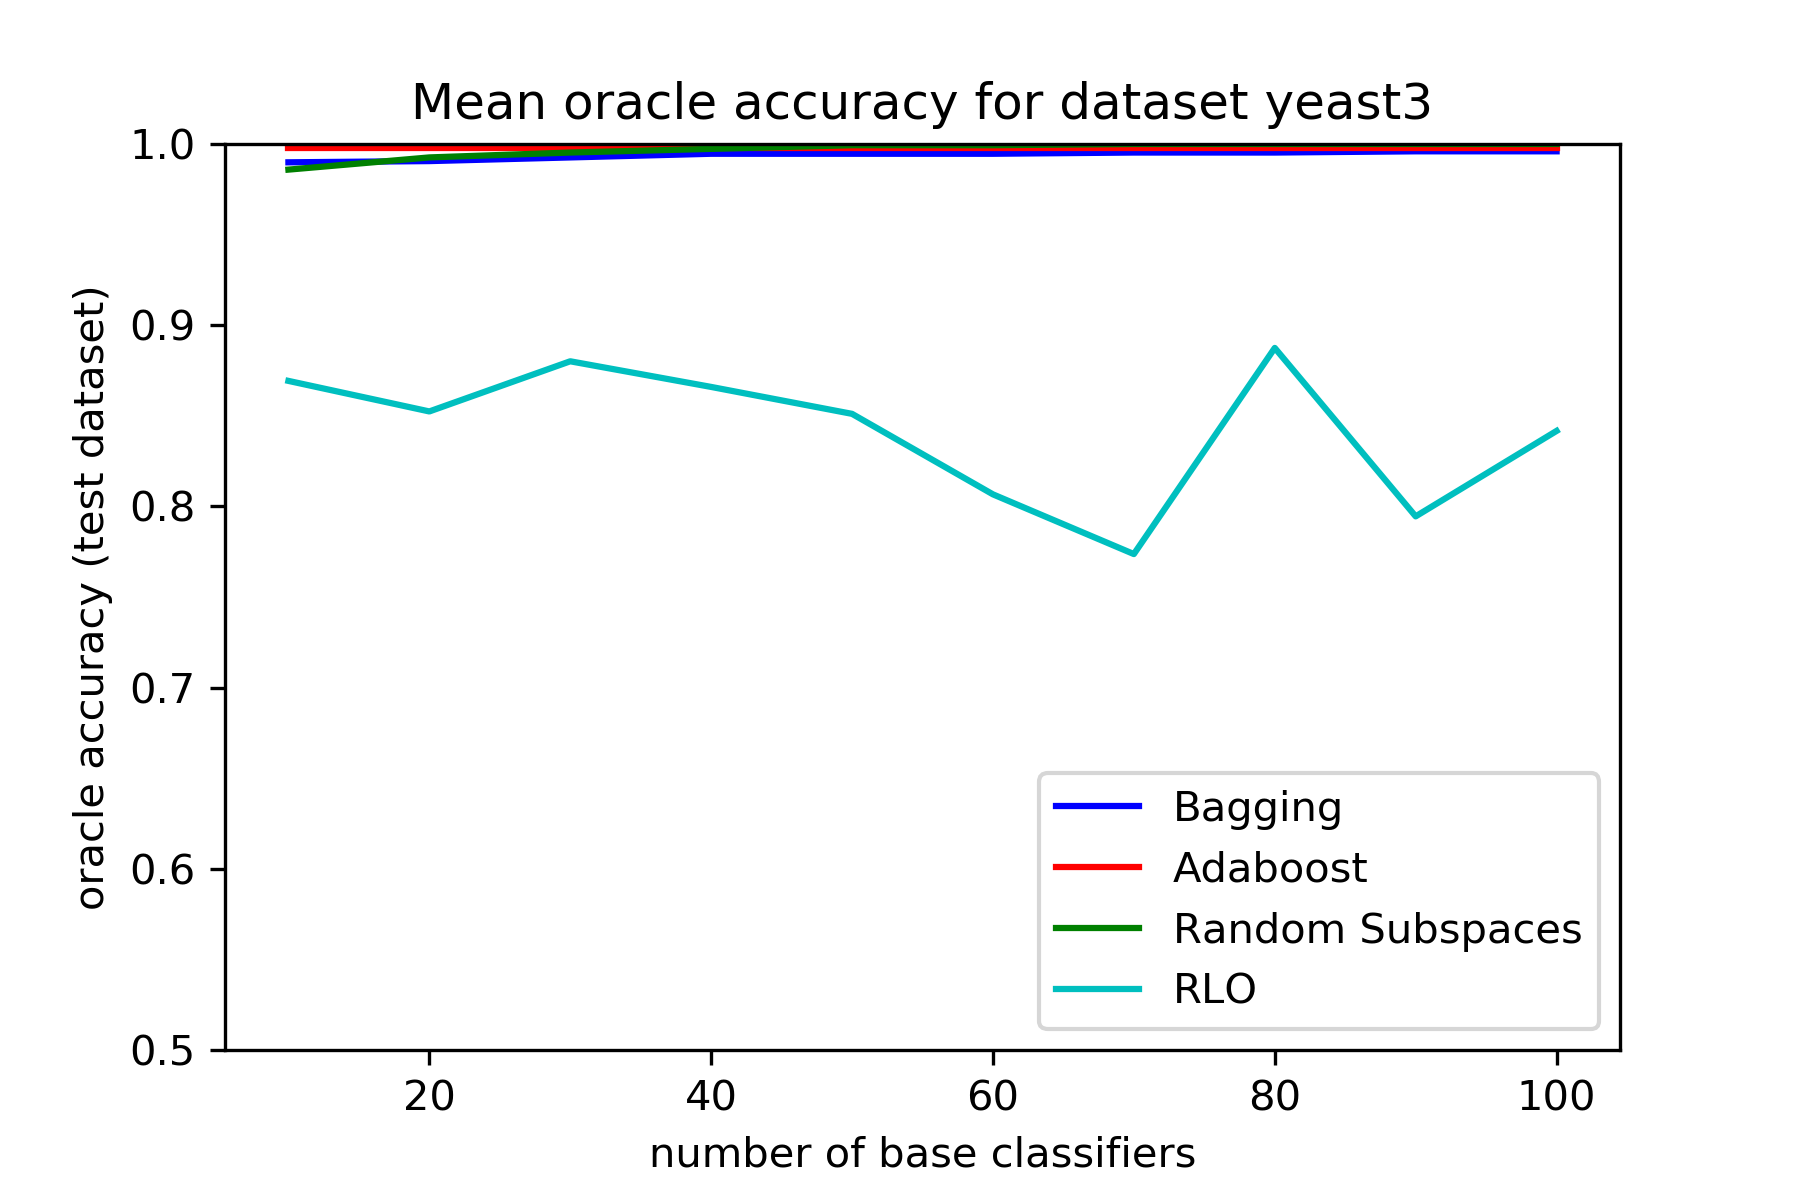 Mean oracle accuracy for dataset yeast3
oracle accuracy (test dataset)
1.0
0.9
0.8
0.7
0.6
0.5
Bagging
Adaboost
Random Subspaces
RLO
20 40 60 80 100
number of base classifiers